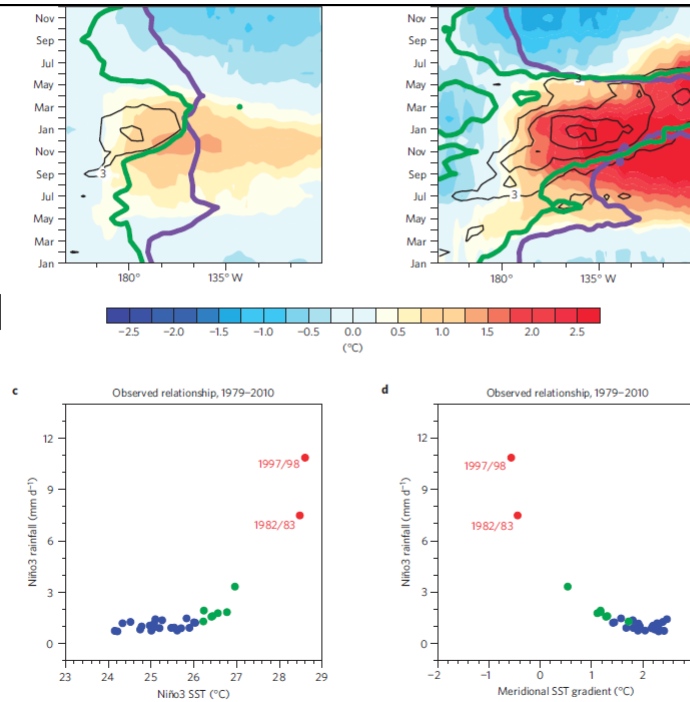 Nov
Sep
Jul
May
Mar
Jan
Nov
Sep
Jul
May
Mar
Jan
3
180°
135° W
Nov
Sep
Jul
May
Mar
Jan
Nov
Sep
Jul
May
Mar
Jan
3
3
180°
135° W
−2.5 −2.0 −1.5 −1.0 −0.5 0.0 0.5 1.0 1.5 2.0 2.5
(°C)
c
Observed relationship, 1979–2010
Niño3 rainfall (mm d⁻¹)
12
9
6
3
0
1997/98
1982/83
23 24 25 26 27 28 29
Niño3 SST (°C)
d
Observed relationship, 1979–2010
Niño3 rainfall (mm d⁻¹)
12
9
6
3
0
1997/98
1982/83
−2 −1 0 1 2
Meridional SST gradient (°C)